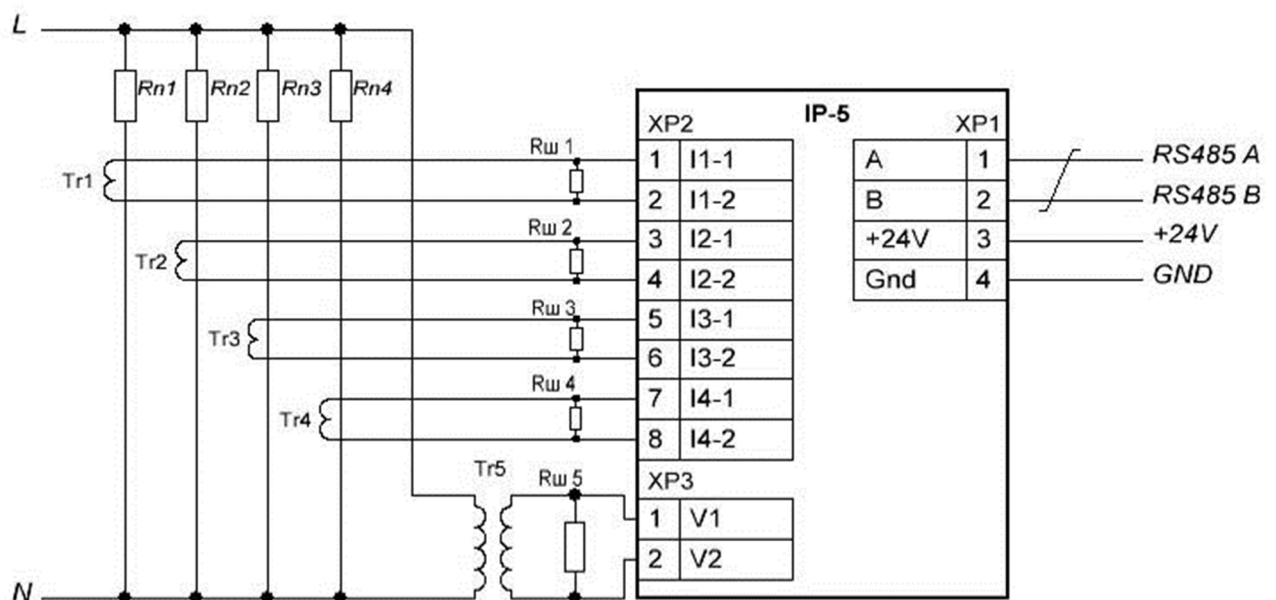 L
Rn1 Rn2 Rn3 Rn4
IP-5
XP2 XP1
Rш 1 1 I1-1 A 1 RS485 A
Tr1
2 I1-2 B 2 RS485 B
Rш 2 3 I2-1 +24V 3 +24V
Tr2
4 I2-2 Gnd 4 GND
Rш 3 5 I3-1
Tr3
6 I3-2
Rш 4 7 I4-1
Tr4
8 I4-2
Tr5 Rш 5 XP3
1 V1
2 V2
N